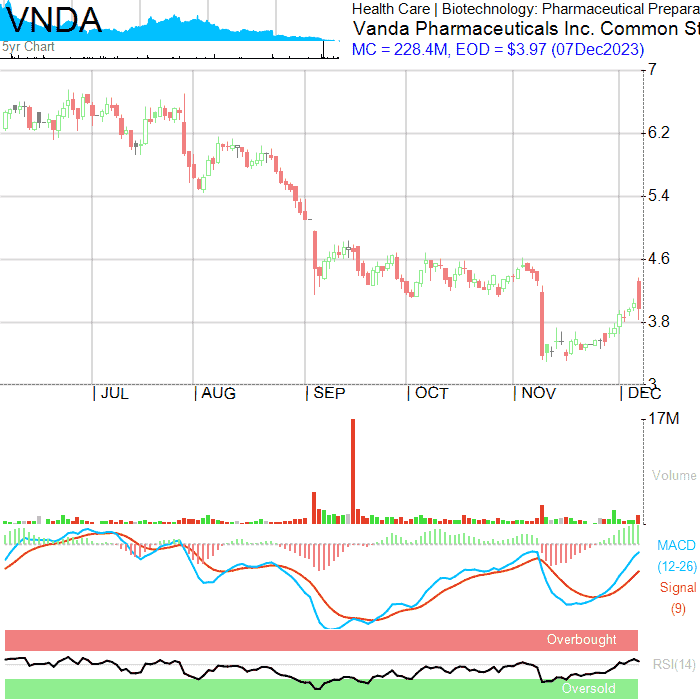 VNDA
5yr Chart
Health Care | Biotechnology: Pharmaceutical Prepara
Vanda Pharmaceuticals Inc. Common St
MC = 228.4M, EOD = $3.97 (07Dec2023)
7
6.2
5.4
4.6
3.8
3
| JUL | AUG | SEP | OCT | NOV | DEC
17M
Volume
MACD
(12-26)
Signal
(9)
Overbought
RSI(14)
Oversold